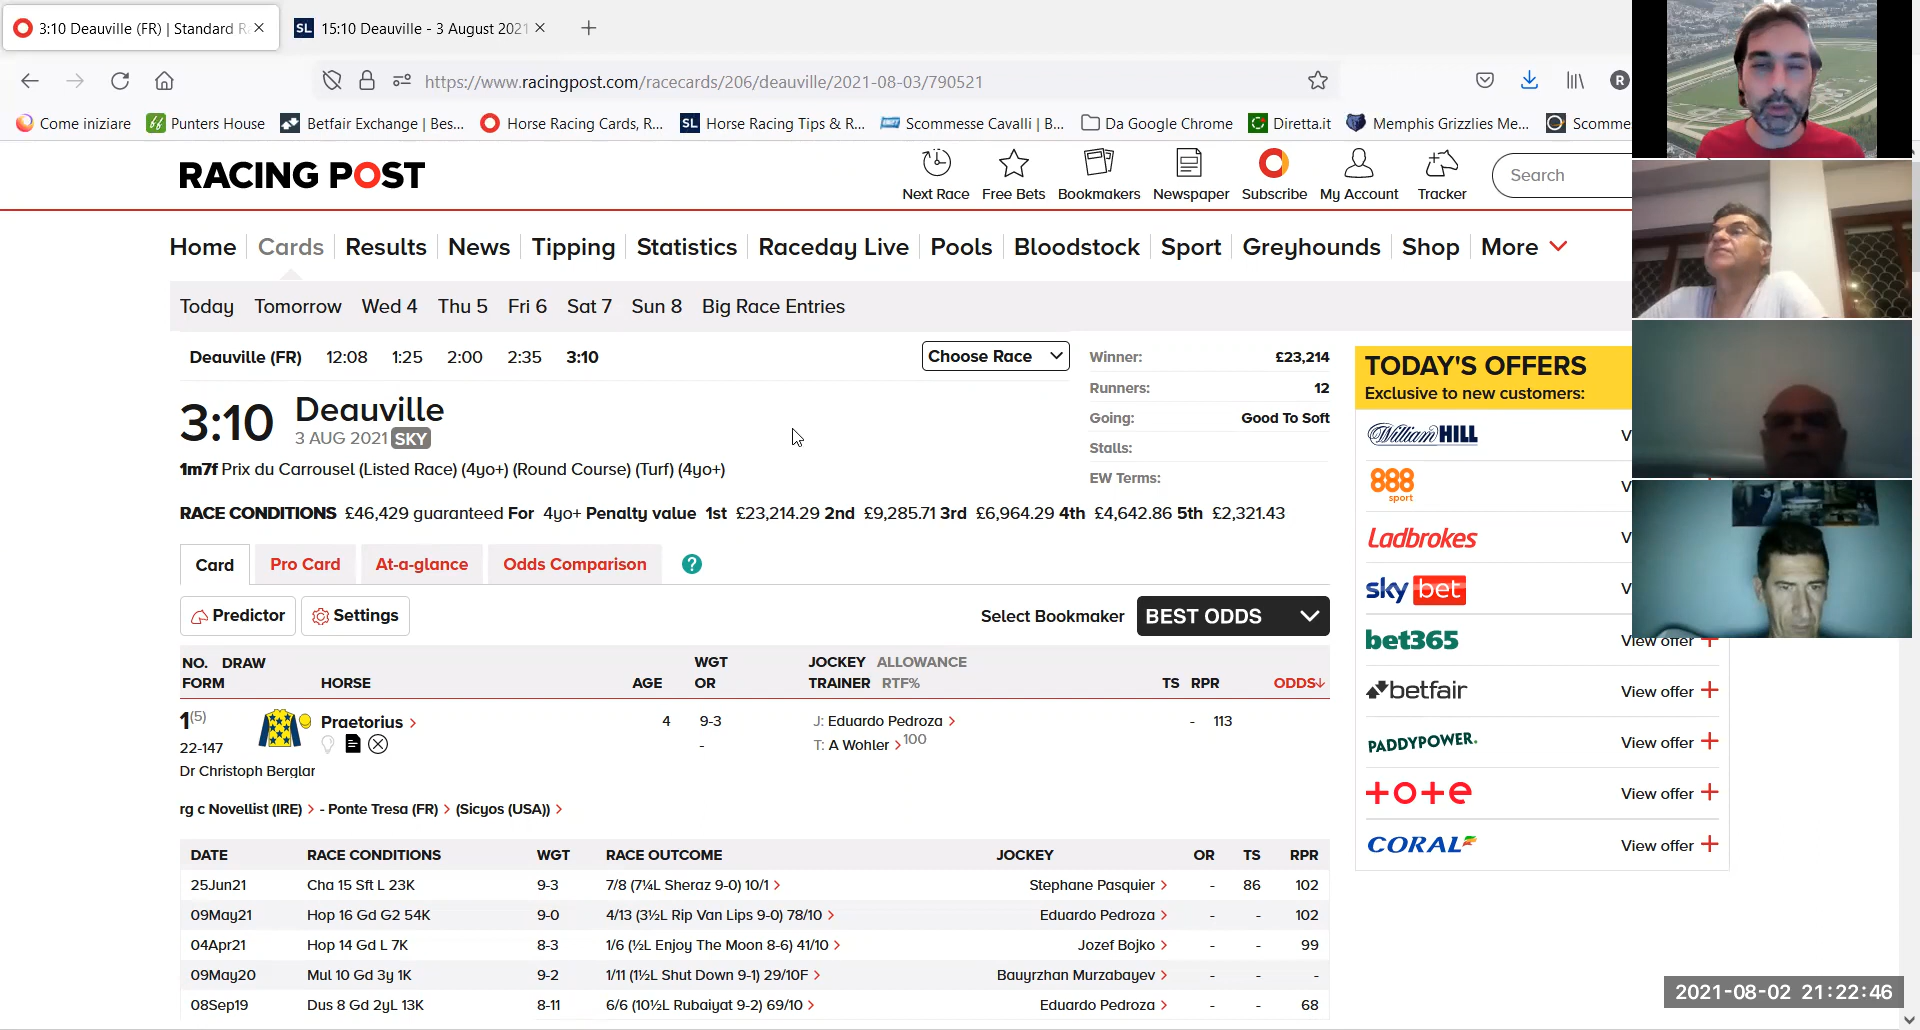 3:10 Deauville (FR) | Standard R
SL 15:10 Deauville - 3 August 2021
https://www.racingpost.com/racecards/206/deauville/2021-08-03/790521
R
Come iniziare Punters House Betfair Exchange | Bes... Horse Racing Cards, R... SL Horse Racing Tips & R... Scommesse Cavalli | B... Da Google Chrome Diretta.it Memphis Grizzlies Me... Scomme
RACING POST
Next Race Free Bets Bookmakers Newspaper Subscribe My Account Tracker
Search
Home Cards Results News Tipping Statistics Raceday Live Pools Bloodstock Sport Greyhounds Shop More
Today Tomorrow Wed 4 Thu 5 Fri 6 Sat 7 Sun 8 Big Race Entries
Deauville (FR) 12:08 1:25 2:00 2:35 3:10
Choose Race
3:10 Deauville
3 AUG 2021 SKY
1m7f Prix du Carrousel (Listed Race) (4yo+) (Round Course) (Turf) (4yo+)
Winner: £23,214
Runners: 12
Going: Good To Soft
Stalls:
EW Terms:
RACE CONDITIONS £46,429 guaranteed For 4yo+ Penalty value 1st £23,214.29 2nd £9,285.71 3rd £6,964.29 4th £4,642.86 5th £2,321.43
Card Pro Card At-a-glance Odds Comparison ?
Predictor Settings
Select Bookmaker BEST ODDS
NO. DRAW WGT JOCKEY ALLOWANCE
FORM HORSE AGE OR TRAINER RTF% TS RPR ODDS
1(5) Praetorius 4 9-3 J: Eduardo Pedroza - 113
22-147 - T: A Wohler 100
Dr Christoph Berglar
rg c Novellist (IRE) - Ponte Tresa (FR) (Sicyos (USA))
DATE RACE CONDITIONS WGT RACE OUTCOME JOCKEY OR TS RPR
25Jun21 Cha 15 Sft L 23K 9-3 7/8 (7¼L Sheraz 9-0) 10/1 Stephane Pasquier - 86 102
09May21 Hop 16 Gd G2 54K 9-0 4/13 (3½L Rip Van Lips 9-0) 78/10 Eduardo Pedroza - - 102
04Apr21 Hop 14 Gd L 7K 8-3 1/6 (½L Enjoy The Moon 8-6) 41/10 Jozef Bojko - - 99
09May20 Mul 10 Gd 3y 1K 9-2 1/11 (1½L Shut Down 9-1) 29/10F Bauyrzhan Murzabayev - - -
08Sep19 Dus 8 Gd 2yL 13K 8-11 6/6 (10½L Rubaiyat 9-2) 69/10 Eduardo Pedroza - - 68
TODAY'S OFFERS
Exclusive to new customers:
William HILL V
888 sport V
Ladbrokes V
sky bet V
bet365 View offer
betfair View offer
PADDYPOWER. View offer
tote View offer
CORAL View offer
2021-08-02 21:22:46